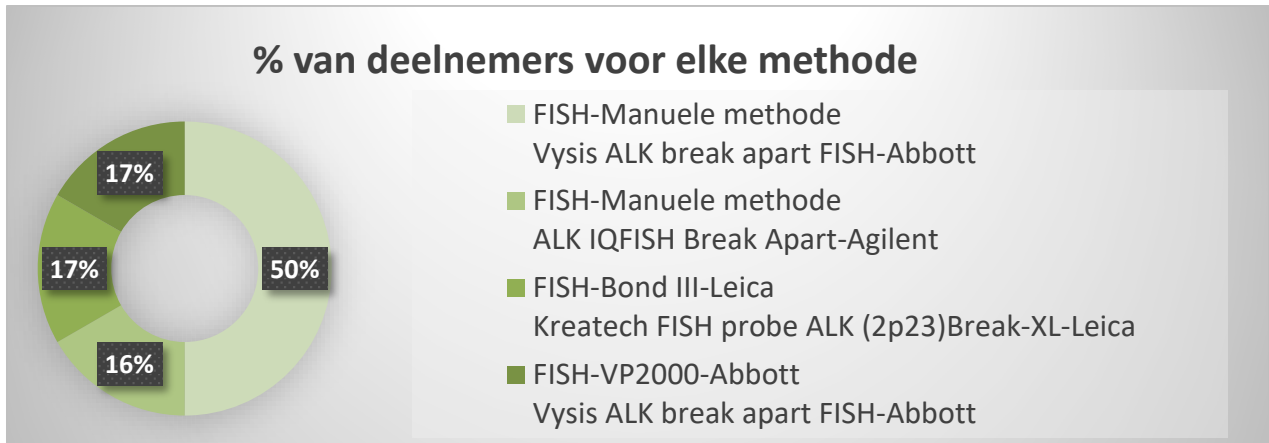 % van deelnemers voor elke methode
17%
17%
50%
16%
FISH-Manuele methode
Vysis ALK break apart FISH-Abbott
FISH-Manuele methode
ALK IQFISH Break Apart-Agilent
FISH-Bond III-Leica
Kreatech FISH probe ALK (2p23)Break-XL-Leica
FISH-VP2000-Abbott
Vysis ALK break apart FISH-Abbott